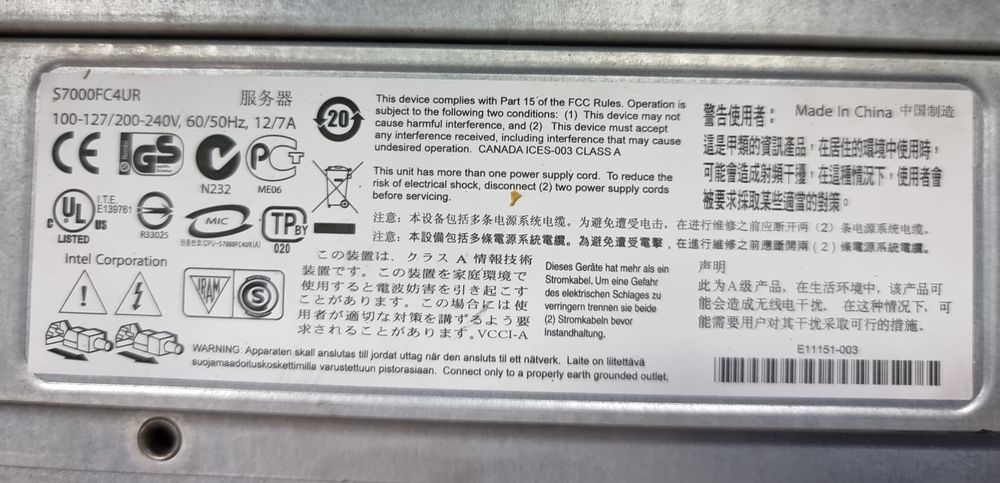 S7000FC4UR 服务器
100-127/200-240V, 60/50Hz, 12/7A
CE
GS
N232
PCT
ME06
20
UL
C US
LISTED
I.T.E.
E139761
R33025
MIC
인증번호:CPU-S7000FC4UR(A)
TP
BY
020
Intel Corporation
VRAM
S
This device complies with Part 15 of the FCC Rules. Operation is
subject to the following two conditions: (1) This device may not
cause harmful interference, and (2) This device must accept
any interference received, including interference that may cause
undesired operation. CANADA ICES-003 CLASS A
This unit has more than one power supply cord. To reduce the
risk of electrical shock, disconnect (2) two power supply cords
before servicing.
注意: 本设备包括多条电源系统电缆。为避免遭受电击, 在进行维修之前应断开两 (2) 条电源系统电缆。
注意: 本設備包括多條電源系統電纜。為避免遭受電擊, 在進行維修之前應斷開兩 (2) 條電源系統電纜。
この装置は、クラス A 情報技術
装置です。この装置を家庭環境で
使用すると電波妨害を引き起こす
ことがあります。この場合には使
用者が適切な対策を講ずるよう要
求されることがあります。VCCI-A
Dieses Geräte hat mehr als ein
Stromkabel. Um eine Gefahr
des elektrischen Schlages zu
verringern trennen sie beide
(2) Stromkabeln bevor
Instandhaltung.
警告使用者: Made In China 中国制造
這是甲類的資訊產品, 在居住的環境中使用時,
可能會造成射頻干擾, 在這種情況下, 使用者會
被要求採取某些適當的對策。
声明
此为A级产品, 在生活环境中, 该产品可
能会造成无线电干扰。 在这种情况下, 可
能需要用户对其干扰采取可行的措施。
E11151-003
WARNING: Apparaten skall anslutas till jordat uttag när den ansluts til ett nätverk. Laite on liitettävä
suojamaadoituskoskettimilla varustettuun pistorasiaan. Connect only to a properly earth grounded outlet.